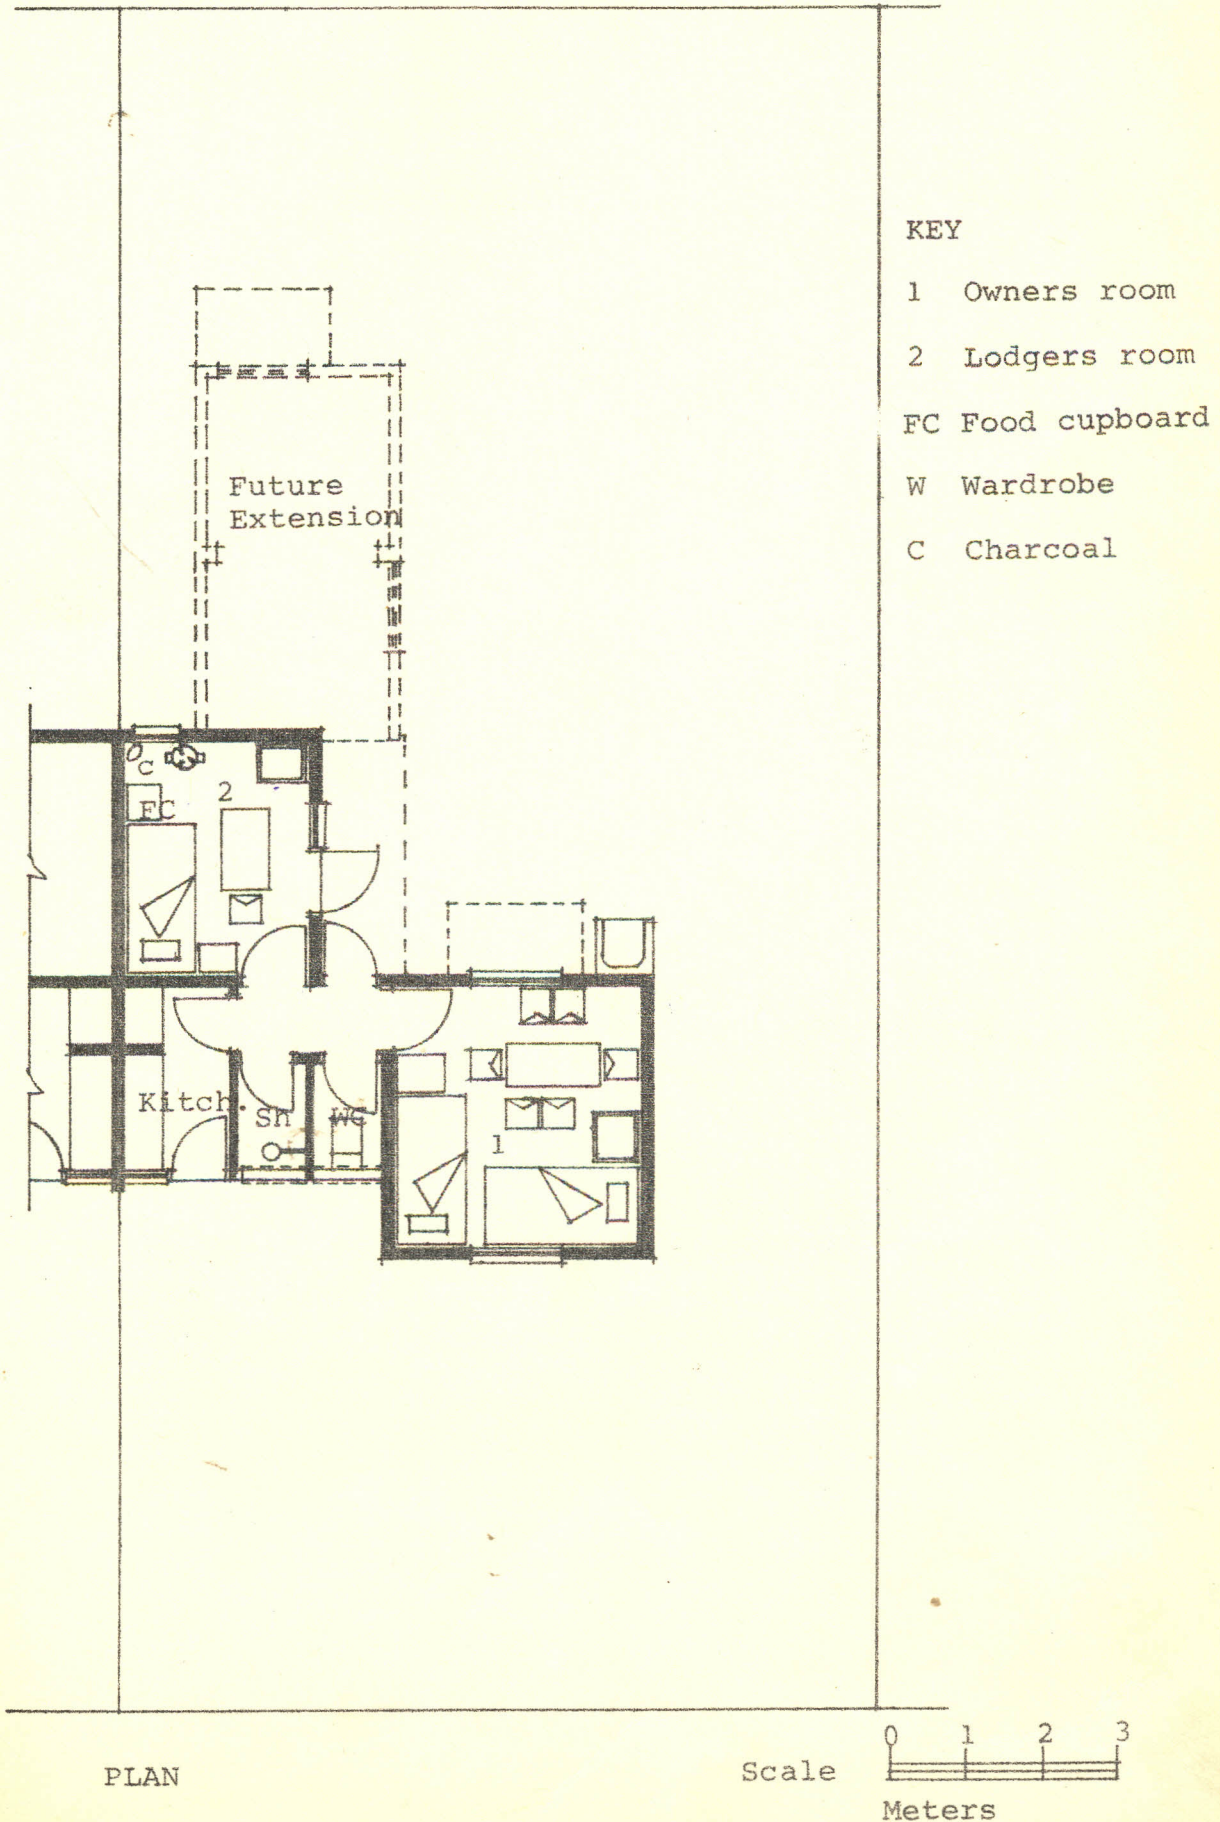 KEY
1 Owners room
2 Lodgers room
FC Food cupboard
W Wardrobe
C Charcoal
Future
Extension
C
2
FC
Kitch.
Sh
WC
1
PLAN
Scale
0 1 2 3
Meters